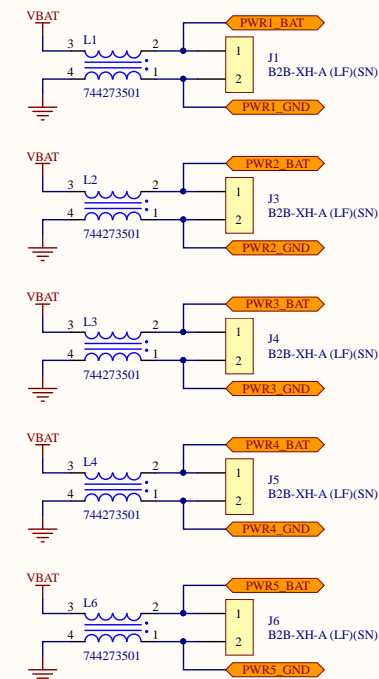 PWR1_BAT
VBAT
L1
3
2
1
J1
B2B-XH-A (LF)(SN)
4
1
2
744273501
PWR1_GND
PWR2_BAT
VBAT
L2
3
2
1
J3
B2B-XH-A (LF)(SN)
4
1
2
744273501
PWR2_GND
PWR3_BAT
VBAT
L3
3
2
1
J4
B2B-XH-A (LF)(SN)
4
1
2
744273501
PWR3_GND
PWR4_BAT
VBAT
L4
3
2
1
J5
B2B-XH-A (LF)(SN)
4
1
2
744273501
PWR4_GND
PWR5_BAT
VBAT
L6
3
2
1
J6
B2B-XH-A (LF)(SN)
4
1
2
744273501
PWR5_GND